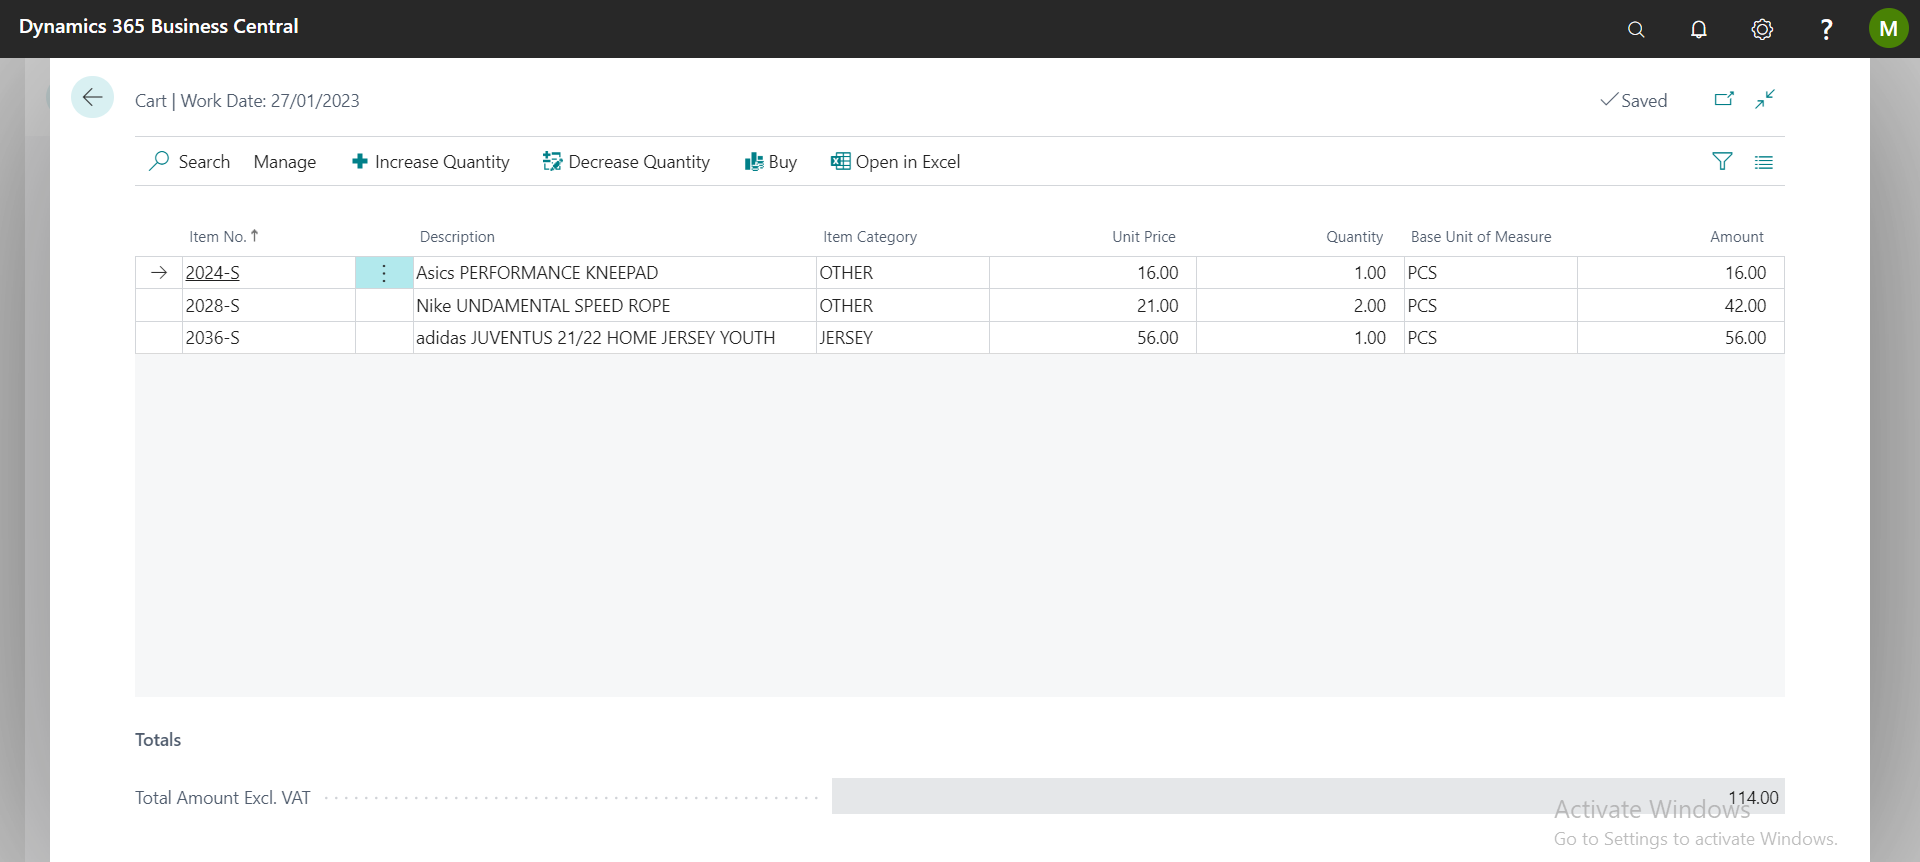 Dynamics 365 Business Central
M
Cart | Work Date: 27/01/2023
Saved
Search Manage Increase Quantity Decrease Quantity Buy Open in Excel
Item No.↑ Description Item Category Unit Price Quantity Base Unit of Measure Amount
2024-S Asics PERFORMANCE KNEEPAD OTHER 16.00 1.00 PCS 16.00
2028-S Nike UNDAMENTAL SPEED ROPE OTHER 21.00 2.00 PCS 42.00
2036-S adidas JUVENTUS 21/22 HOME JERSEY YOUTH JERSEY 56.00 1.00 PCS 56.00
Totals
Total Amount Excl. VAT 114.00
Activate Windows
Go to Settings to activate Windows.